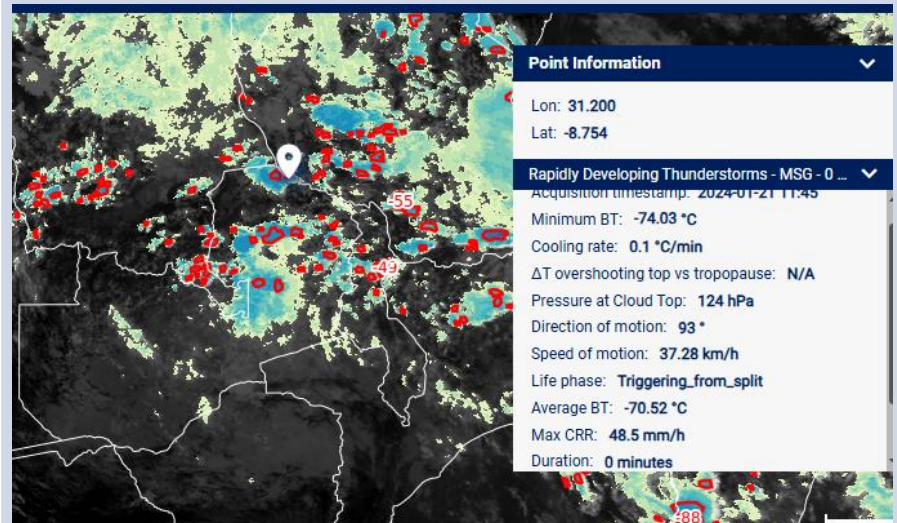 Point Information
Lon: 31.200
Lat: -8.754
Rapidly Developing Thunderstorms - MSG - 0 ...
Acquisition timestamp: 2024-01-21 11:45
Minimum BT: -74.03 °C
Cooling rate: 0.1 °C/min
ΔT overshooting top vs tropopause: N/A
Pressure at Cloud Top: 124 hPa
Direction of motion: 93 °
Speed of motion: 37.28 km/h
Life phase: Triggering_from_split
Average BT: -70.52 °C
Max CRR: 48.5 mm/h
Duration: 0 minutes
-55
-49
-88